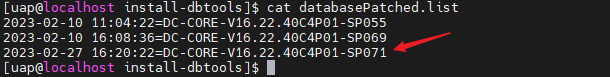 [uap@localhost install-dbtools]$ cat databasePatched.list
2023-02-10 11:04:22=DC-CORE-V16.22.40C4P01-SP055
2023-02-10 16:08:36=DC-CORE-V16.22.40C4P01-SP069
2023-02-27 16:20:22=DC-CORE-V16.22.40C4P01-SP071
[uap@localhost install-dbtools]$